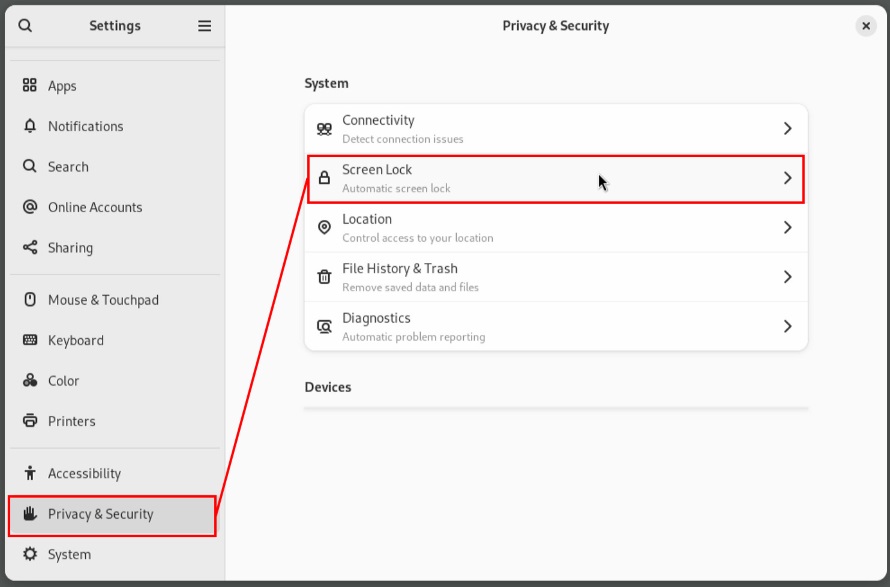 Settings
Apps
Notifications
Search
Online Accounts
Sharing
Mouse & Touchpad
Keyboard
Color
Printers
Accessibility
Privacy & Security
System
Privacy & Security
System
Connectivity
Detect connection issues
Screen Lock
Automatic screen lock
Location
Control access to your location
File History & Trash
Remove saved data and files
Diagnostics
Automatic problem reporting
Devices